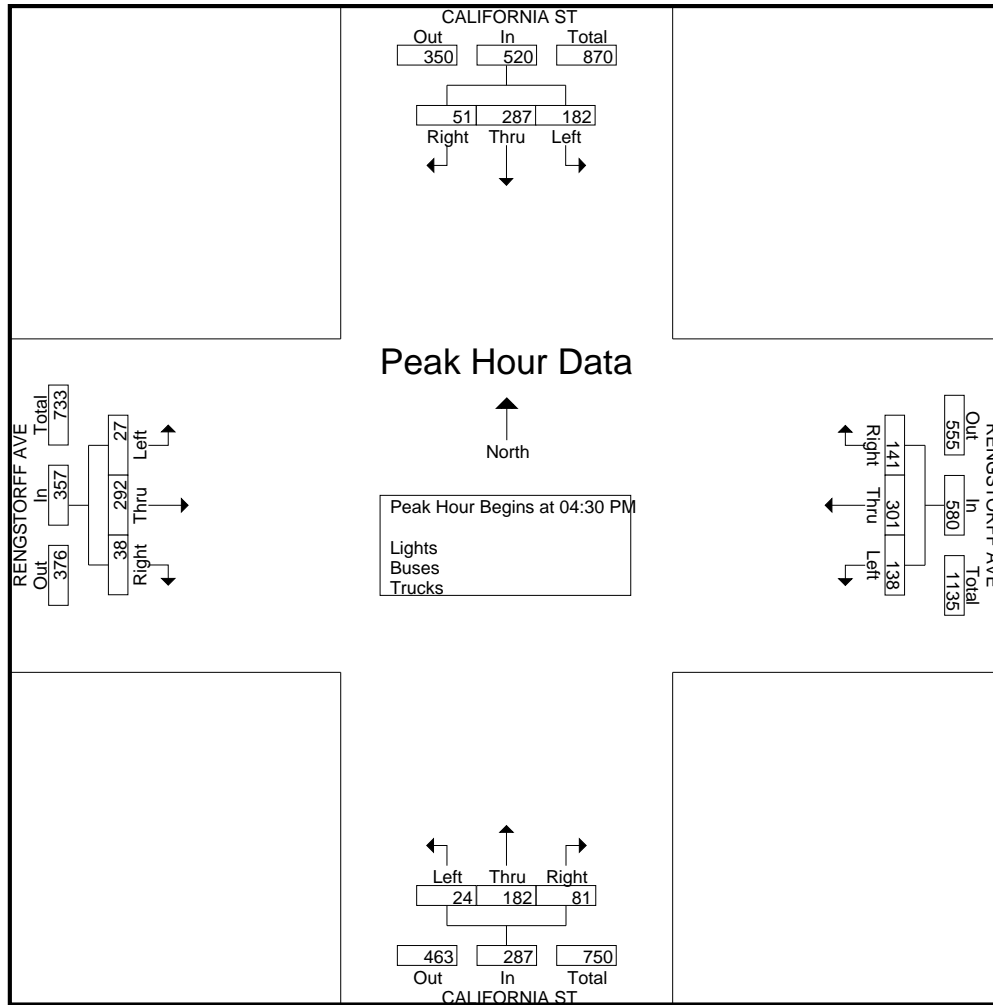 CALIFORNIA ST
Out In Total
350 520 870
51 287 182
Right Thru Left
Peak Hour Data
North
Peak Hour Begins at 04:30 PM
Lights
Buses
Trucks
RENGSTORFF AVE
Out In Total
376 357 733
27 292 38
Left Thru Right
RENGSTORFF AVE
Out In Total
555 580 1135
141 301 138
Right Thru Left
Left Thru Right
24 182 81
463 287 750
Out In Total
CALIFORNIA ST